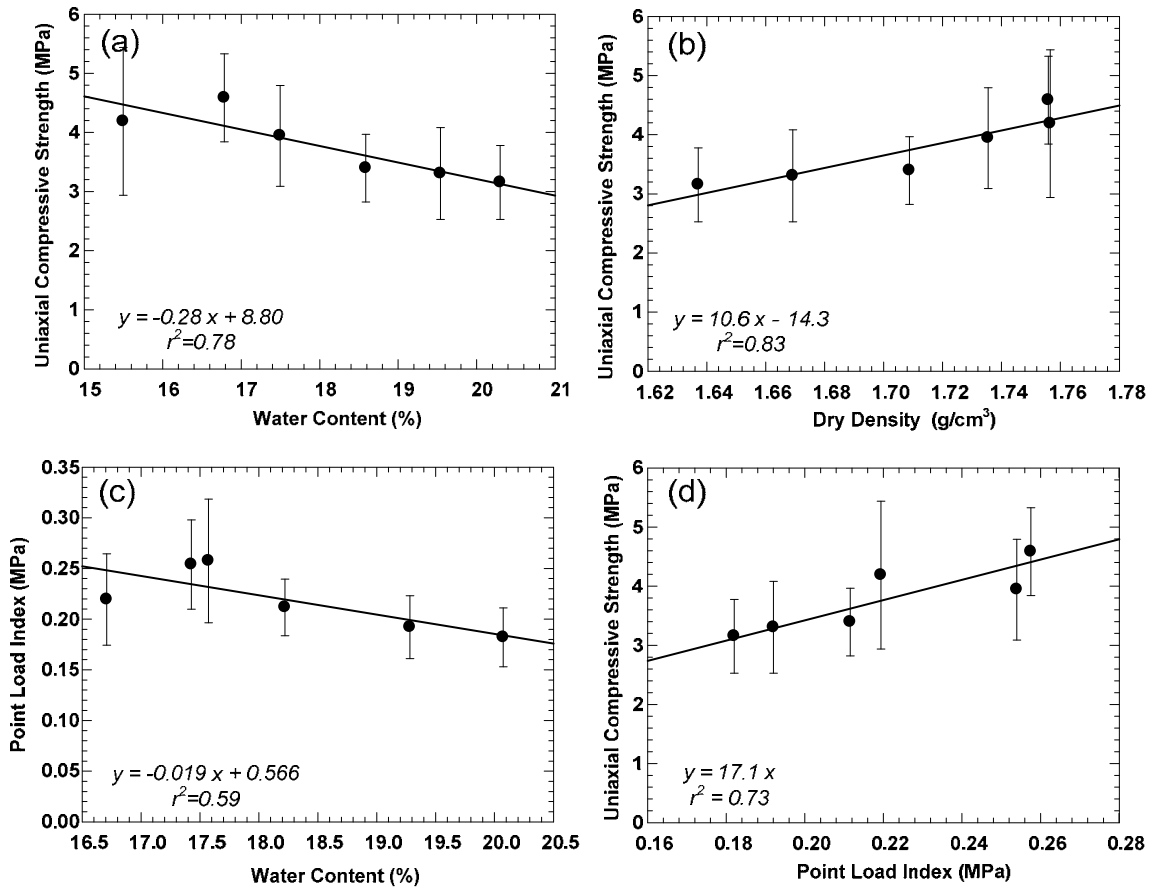 (a)
Uniaxial Compressive Strength (MPa)
6
5
4
3
2
1
0
y = -0.28 x + 8.80
r²=0.78
15 16 17 18 19 20 21
Water Content (%)
(b)
Uniaxial Compressive Strength (MPa)
6
5
4
3
2
1
0
y = 10.6 x - 14.3
r²=0.83
1.62 1.64 1.66 1.68 1.70 1.72 1.74 1.76 1.78
Dry Density (g/cm³)
(c)
Point Load Index (MPa)
0.35
0.30
0.25
0.20
0.15
0.10
0.05
0.00
y = -0.019 x + 0.566
r²=0.59
16.5 17.0 17.5 18.0 18.5 19.0 19.5 20.0 20.5
Water Content (%)
(d)
Uniaxial Compressive Strength (MPa)
6
5
4
3
2
1
0
y = 17.1 x
r² = 0.73
0.16 0.18 0.20 0.22 0.24 0.26 0.28
Point Load Index (MPa)